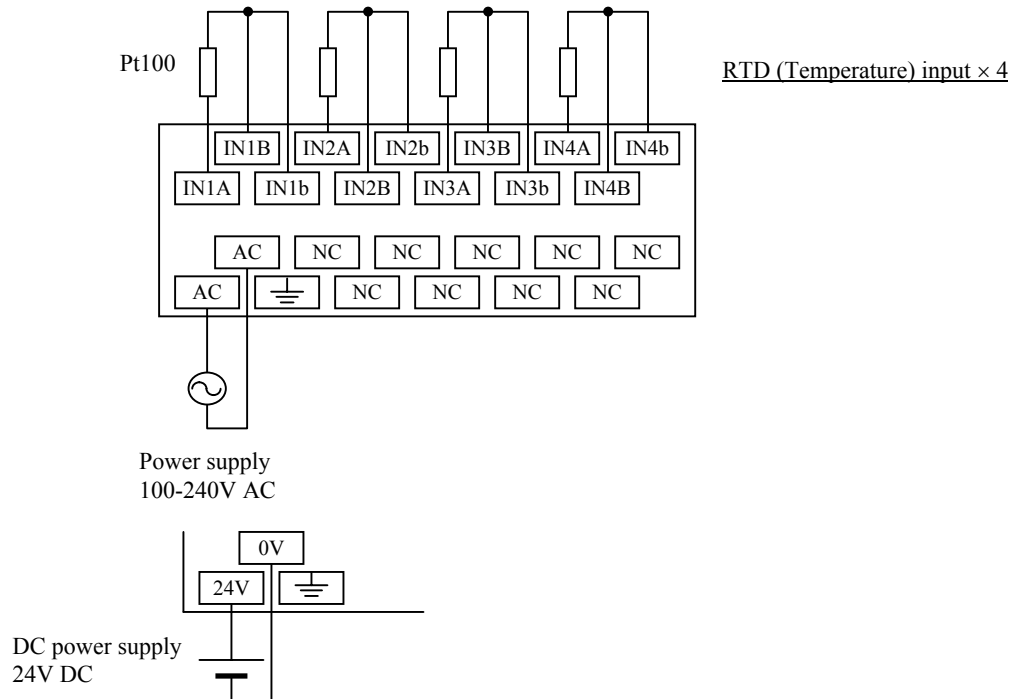 Pt100
RTD (Temperature) input × 4
IN1B IN2A IN2b IN3B IN4A IN4b
IN1A IN1b IN2B IN3A IN3b IN4B
AC NC NC NC NC NC
AC NC NC NC NC
Power supply
100-240V AC
0V
24V
DC power supply
24V DC